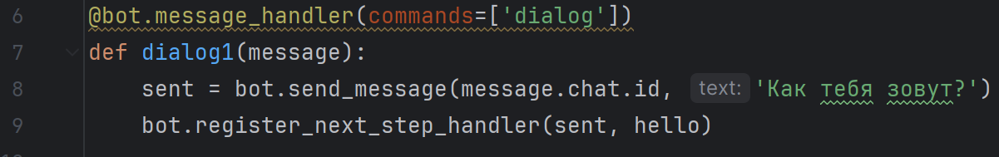 6 @bot.message_handler(commands=['dialog'])
7 def dialog1(message):
8 sent = bot.send_message(message.chat.id, text: 'Как тебя зовут?')
9 bot.register_next_step_handler(sent, hello)